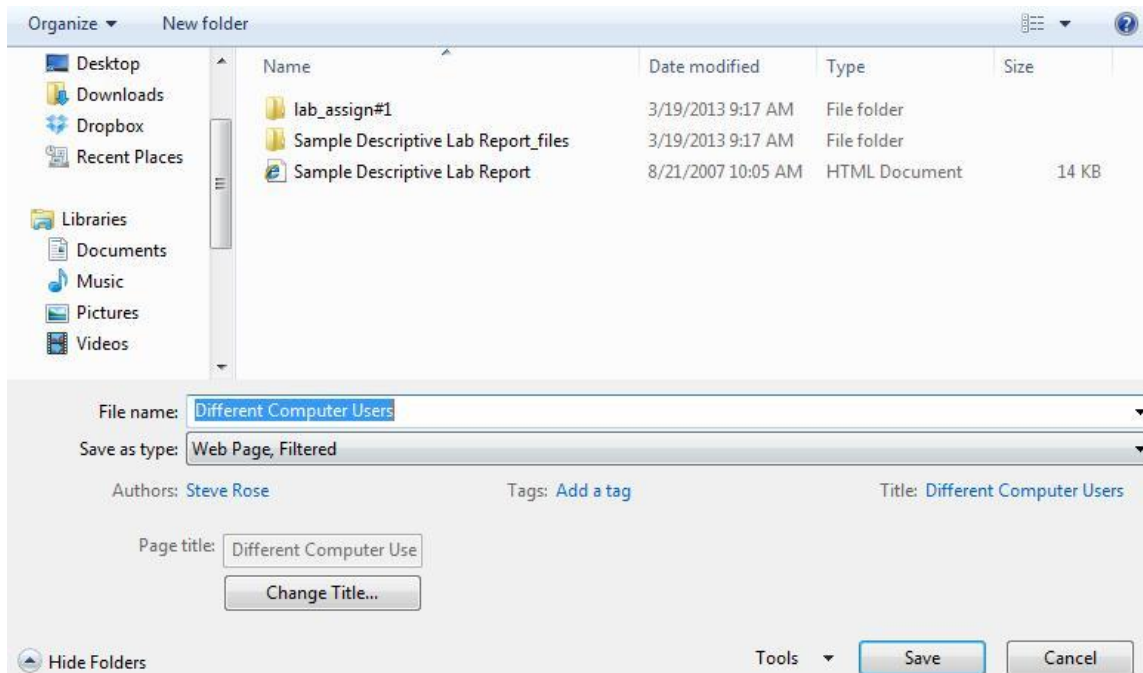 Organize New folder
Desktop
Downloads
Dropbox
Recent Places
Libraries
Documents
Music
Pictures
Videos
Name Date modified Type Size
lab_assign#1 3/19/2013 9:17 AM File folder
Sample Descriptive Lab Report_files 3/19/2013 9:17 AM File folder
Sample Descriptive Lab Report 8/21/2007 10:05 AM HTML Document 14 KB
File name: Different Computer Users
Save as type: Web Page, Filtered
Authors: Steve Rose Tags: Add a tag Title: Different Computer Users
Page title: Different Computer Use
Change Title...
Hide Folders Tools Save Cancel